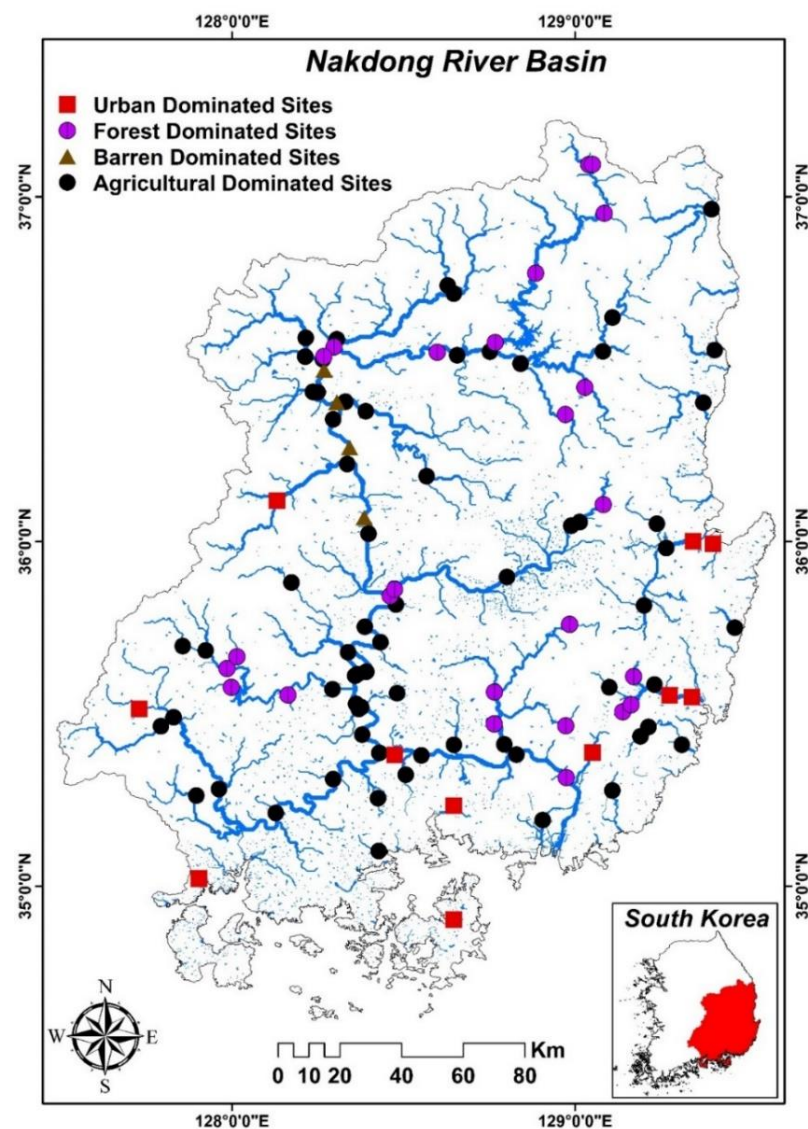 128°0'0"E 129°0'0"E
Nakdong River Basin
Urban Dominated Sites
Forest Dominated Sites
Barren Dominated Sites
Agricultural Dominated Sites
37°0'0"N 37°0'0"N
36°0'0"N 36°0'0"N
35°0'0"N 35°0'0"N
South Korea
N
W E
S
Km
0 10 20 40 60 80
128°0'0"E 129°0'0"E